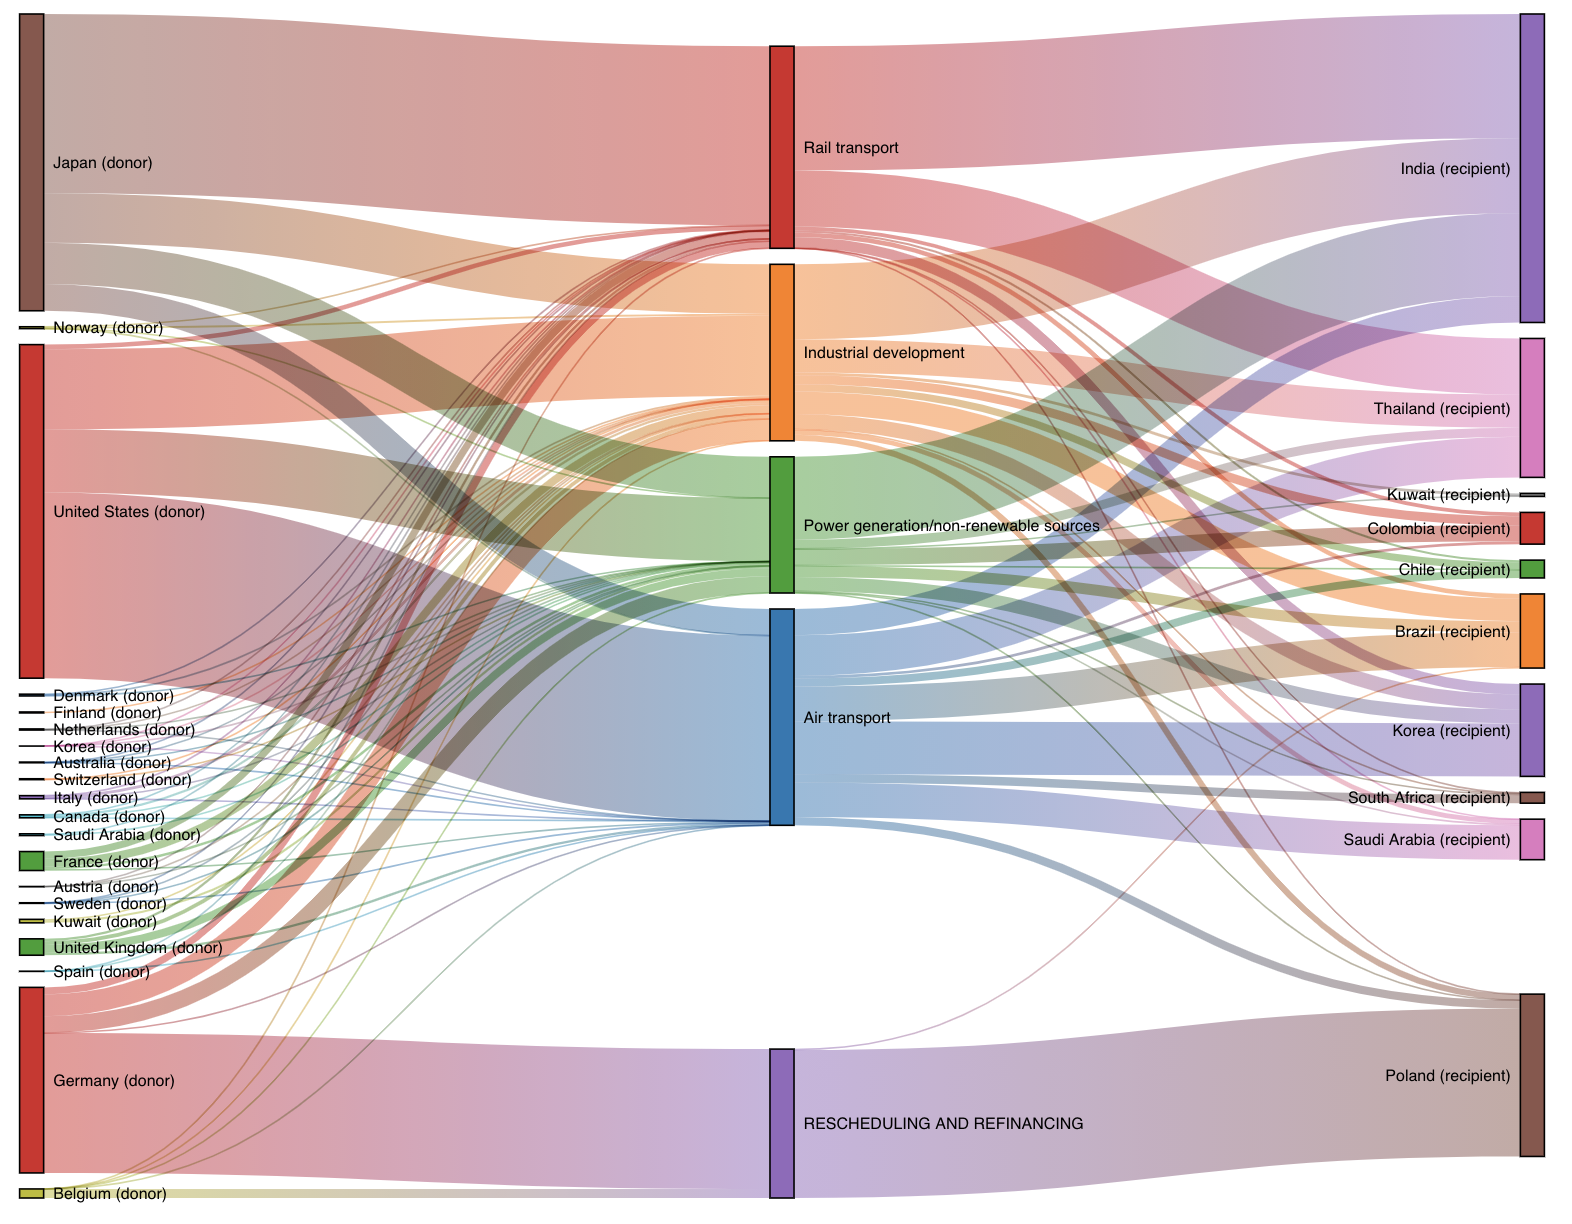 Japan (donor)
Norway (donor)
United States (donor)
Denmark (donor)
Finland (donor)
Netherlands (donor)
Korea (donor)
Australia (donor)
Switzerland (donor)
Italy (donor)
Canada (donor)
Saudi Arabia (donor)
France (donor)
Austria (donor)
Sweden (donor)
Kuwait (donor)
United Kingdom (donor)
Spain (donor)
Germany (donor)
Belgium (donor)
Rail transport
Industrial development
Power generation/non-renewable sources
Air transport
RESCHEDULING AND REFINANCING
India (recipient)
Thailand (recipient)
Kuwait (recipient)
Colombia (recipient)
Chile (recipient)
Brazil (recipient)
Korea (recipient)
South Africa (recipient)
Saudi Arabia (recipient)
Poland (recipient)